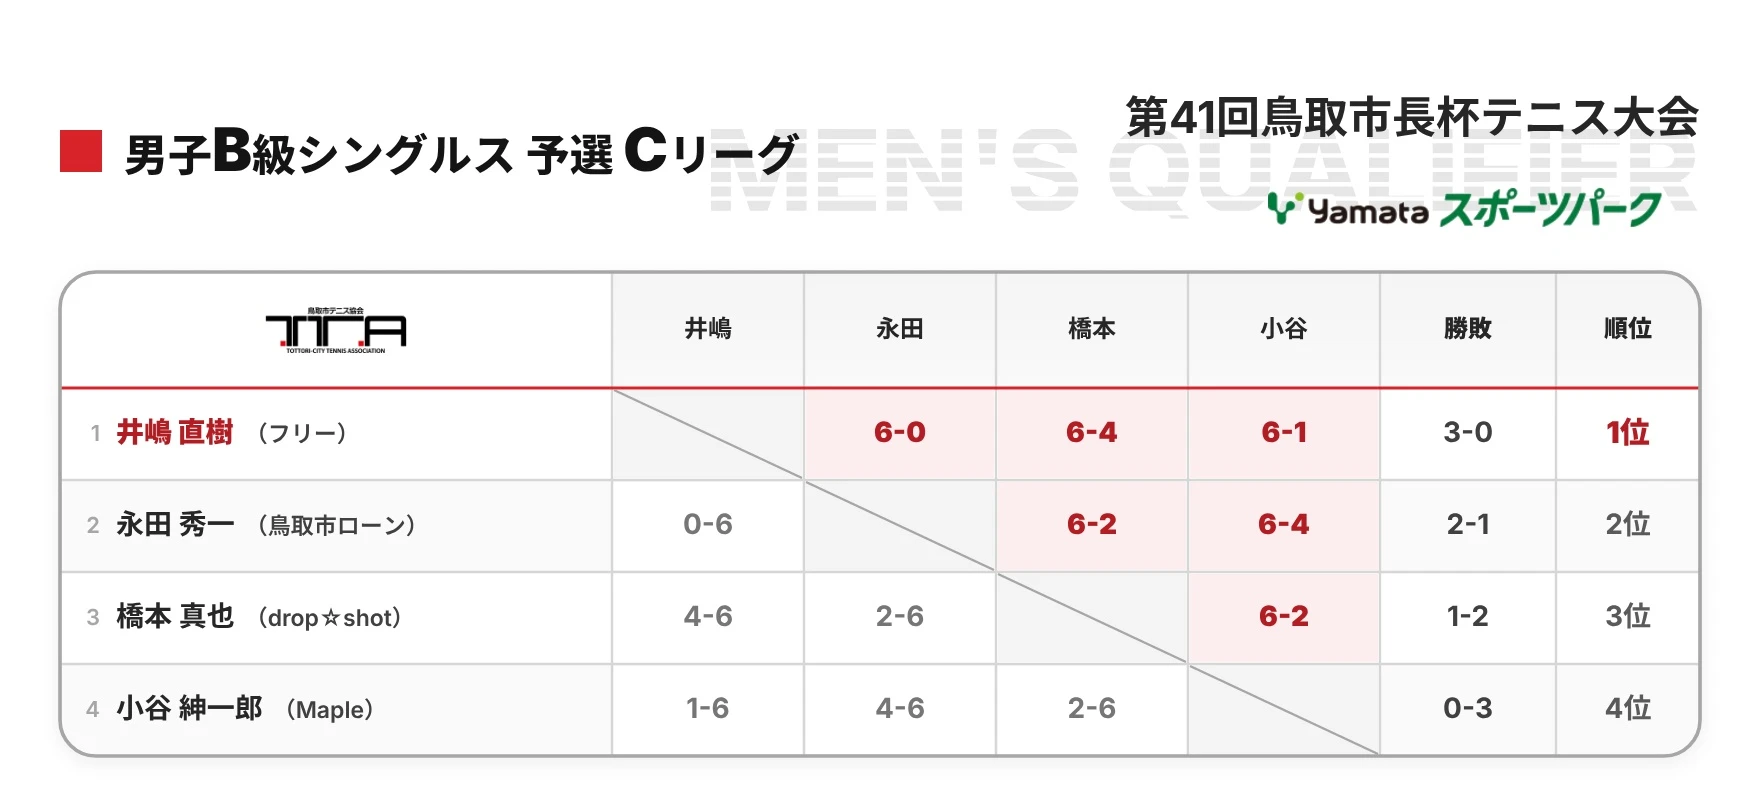 第41回鳥取市長杯テニス大会
男子B級シングルス 予選 Cリーグ
MEN'S QUALIFIER
Yamata スポーツパーク
鳥取市テニス協会
TTA
TOTTORI-CITY TENNIS ASSOCIATION
井嶋 永田 橋本 小谷 勝敗 順位
1 井嶋 直樹 （フリー） 6-0 6-4 6-1 3-0 1位
2 永田 秀一 （鳥取市ローン） 0-6 6-2 6-4 2-1 2位
3 橋本 真也 （drop☆shot） 4-6 2-6 6-2 1-2 3位
4 小谷 紳一郎 （Maple） 1-6 4-6 2-6 0-3 4位